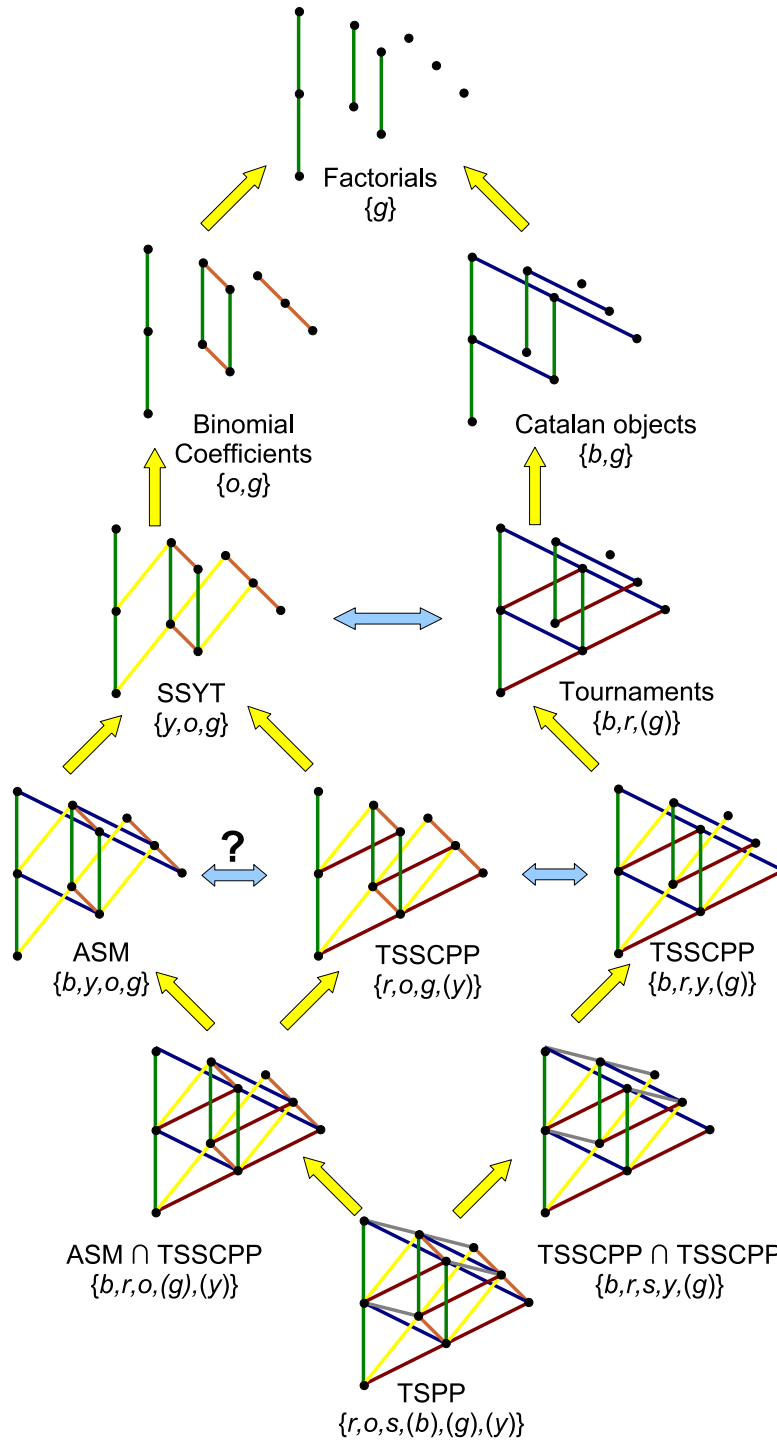 Factorials
{g}
Binomial
Coefficients
{o,g}
Catalan objects
{b,g}
SSYT
{y,o,g}
Tournaments
{b,r,(g)}
?
ASM
{b,y,o,g}
TSSCPP
{r,o,g,(y)}
TSSCPP
{b,r,y,(g)}
ASM ∩ TSSCPP
{b,r,o,(g),(y)}
TSSCPP ∩ TSSCPP
{b,r,s,y,(g)}
TSPP
{r,o,s,(b),(g),(y)}